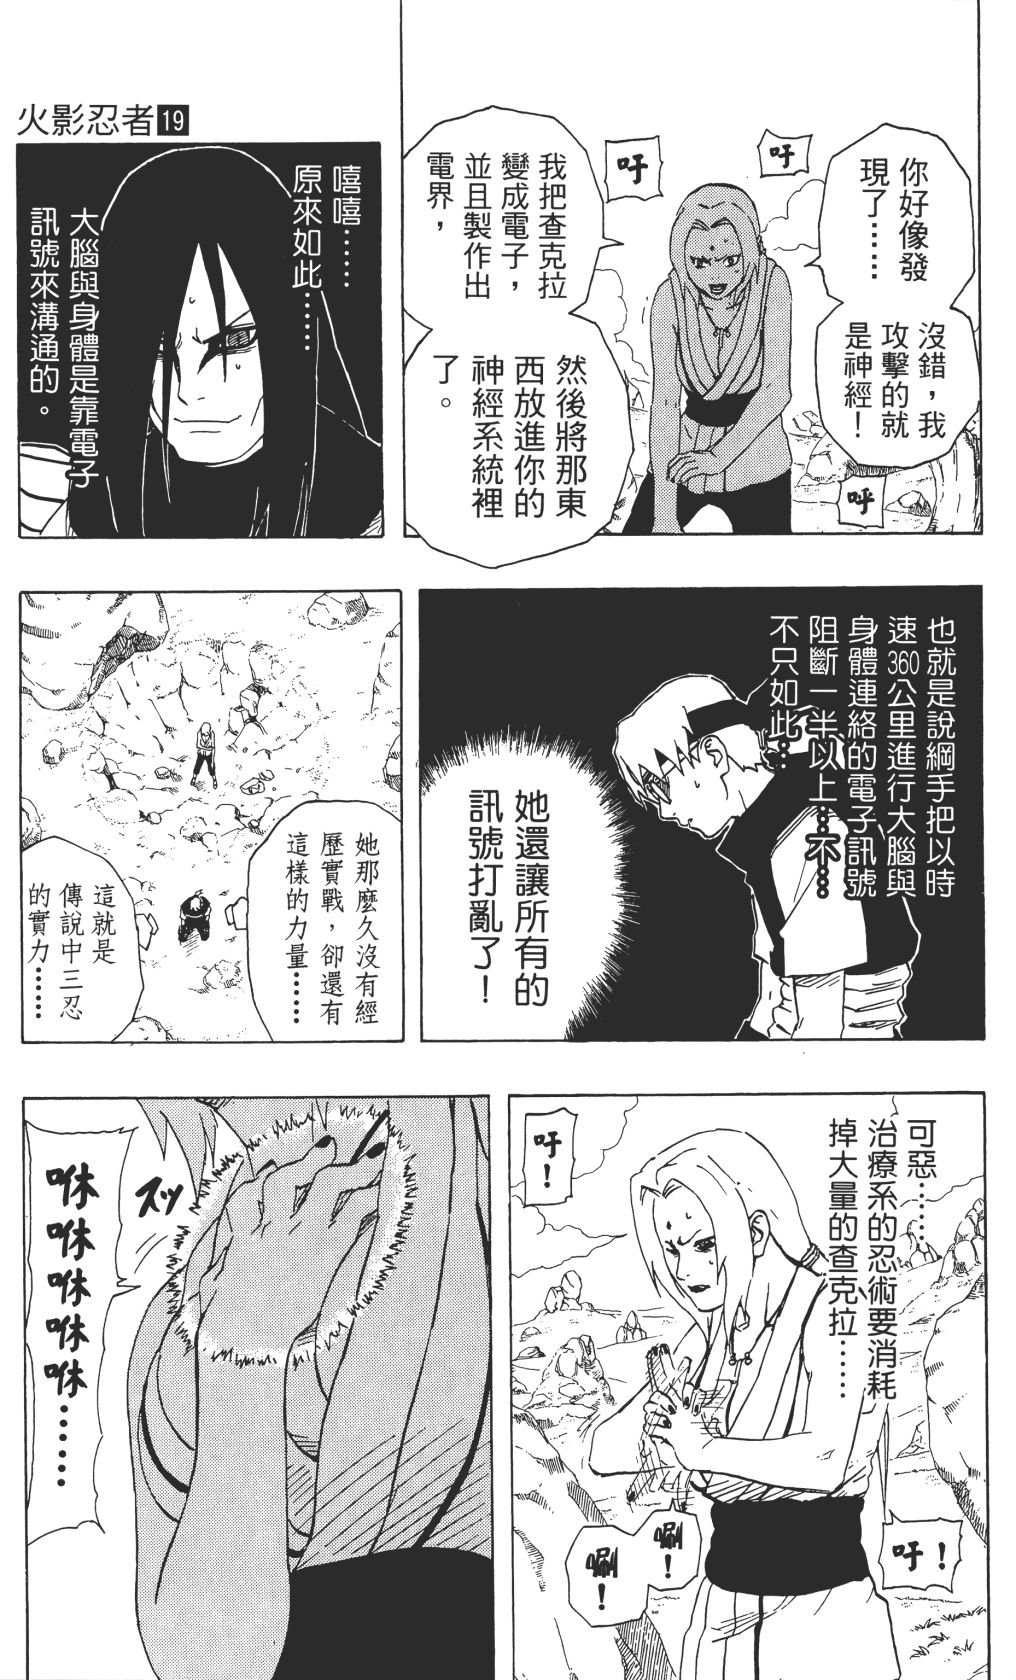 火影忍者19
你好像發
現了……
沒錯，我
攻擊的就
是神經！
吁
吁
呼
我把查克拉
變成電子，
並且製作出
電界，
然後將那東
西放進你的
神經系統裡
了。
嘻嘻……
原來如此……
大腦與身體是靠電子
訊號來溝通的。
也就是說綱手把以時
速360公里進行大腦與
身體連絡的電子訊號
阻斷一半以上…不……
不只如此…
她還讓所有的
訊號打亂了！
她那麼久沒有經
歷實戰，卻還有
這樣的力量……
這就是
傳說中三忍
的實力……
可惡……
治療系的忍術要消耗
掉大量的查克拉……
吁！
吁！
唰！
唰！
スッ
咻
咻
咻
咻
咻……